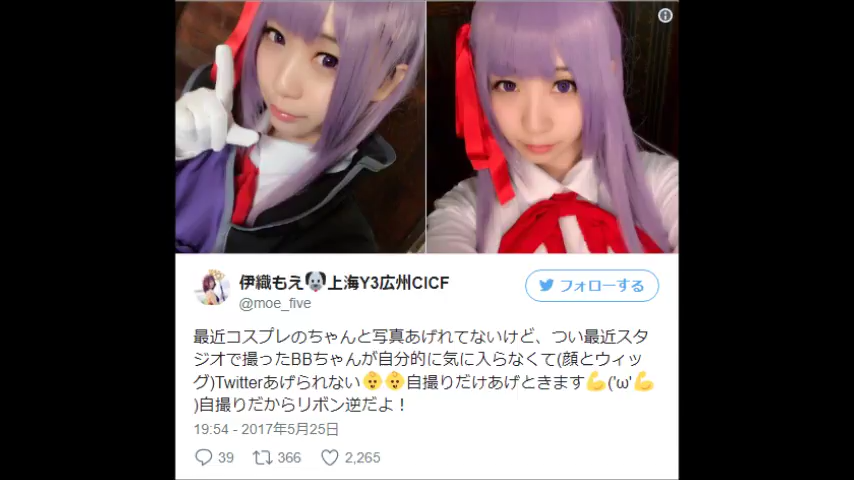 伊織もえ🐶上海Y3広州CICF
フォローする
@moe_five
最近コスプレのちゃんと写真あげれてないけど、つい最近スタ
ジオで撮ったBBちゃんが自分的に気に入らなくて(顔とウィッ
グ)Twitterあげられない👶👶自撮りだけあげときます💪('ω'💪
)自撮りだからリボン逆だよ！
19:54 - 2017年5月25日
39 366 2,265